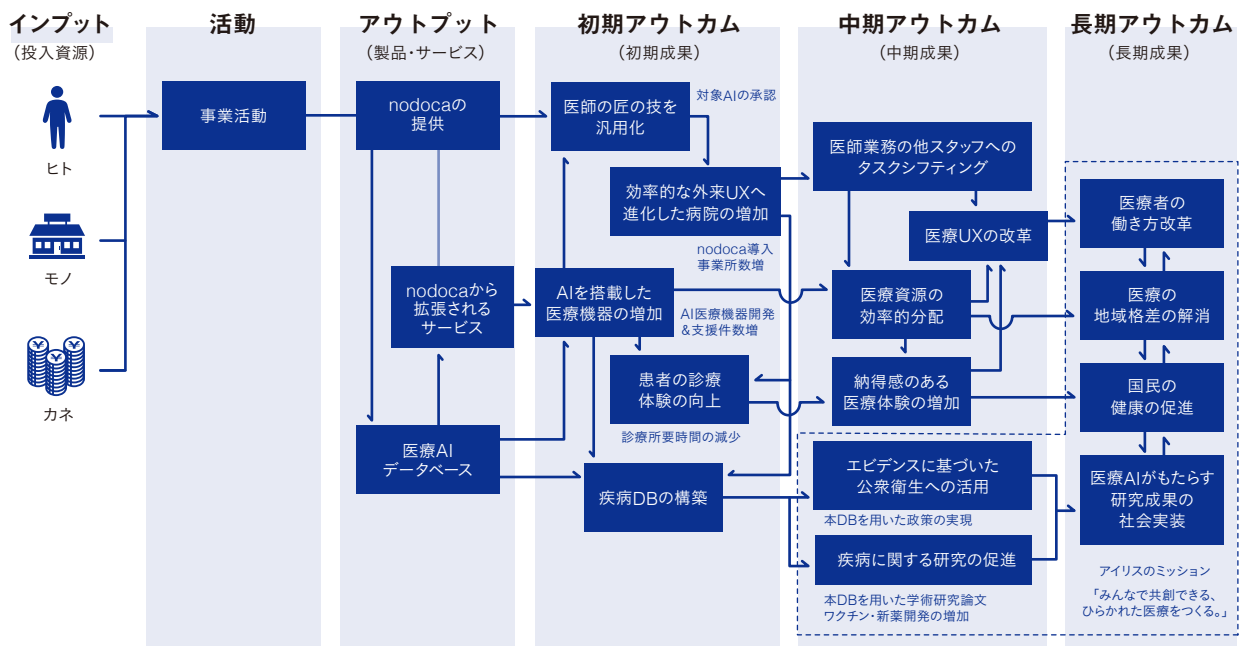 インプット
（投入資源）
ヒト
モノ
カネ
活動
事業活動
アウトプット
（製品・サービス）
nodocaの
提供
nodocaから
拡張される
サービス
医療AI
データベース
初期アウトカム
（初期成果）
医師の匠の技を
汎用化
対象AIの承認
効率的な外来UXへ
進化した病院の増加
nodoca導入
事業所数増
AIを搭載した
医療機器の増加
AI医療機器開発
&支援件数増
患者の診療
体験の向上
診療所要時間の減少
疾病DBの構築
中期アウトカム
（中期成果）
医師業務の他スタッフへの
タスクシフティング
医療UXの改革
医療資源の
効率的分配
納得感のある
医療体験の増加
エビデンスに基づいた
公衆衛生への活用
本DBを用いた政策の実現
疾病に関する研究の促進
本DBを用いた学術研究論文
ワクチン・新薬開発の増加
長期アウトカム
（長期成果）
医療者の
働き方改革
医療の
地域格差の解消
国民の
健康の促進
医療AIがもたらす
研究成果の
社会実装
アイリスのミッション
「みんなで共創できる、
ひらかれた医療をつくる。」